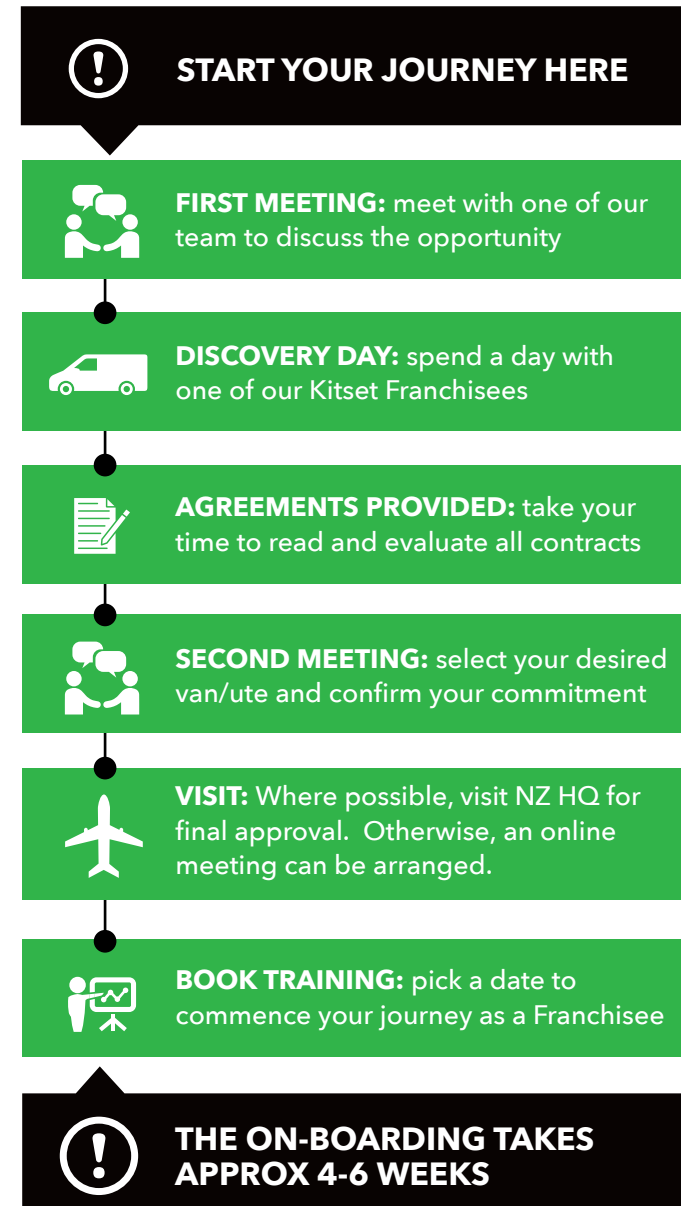 START YOUR JOURNEY HERE
FIRST MEETING: meet with one of our
team to discuss the opportunity
DISCOVERY DAY: spend a day with
one of our Kitset Franchisees
AGREEMENTS PROVIDED: take your
time to read and evaluate all contracts
SECOND MEETING: select your desired
van/ute and confirm your commitment
VISIT: Where possible, visit NZ HQ for
final approval.  Otherwise, an online
meeting can be arranged.
BOOK TRAINING: pick a date to
commence your journey as a Franchisee
THE ON-BOARDING TAKES
APPROX 4-6 WEEKS